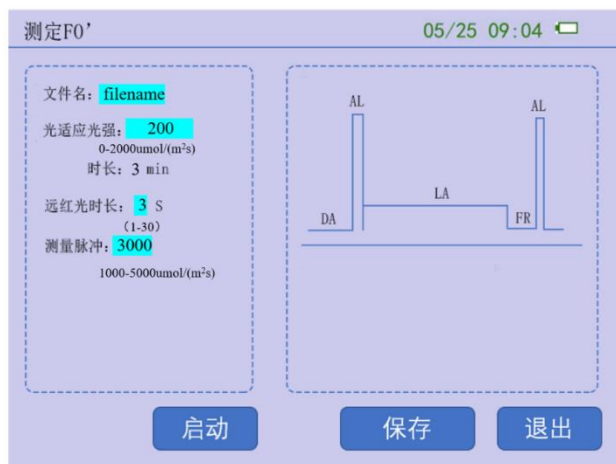 测定F0’
05/25 09:04
文件名: filename
光适应光强: 200
0-2000umol/(m²s)
时长: 3 min
远红光时长: 3 S
(1-30)
测量脉冲: 3000
1000-5000umol/(m²s)
AL
AL
LA
DA
FR
启动
保存
退出